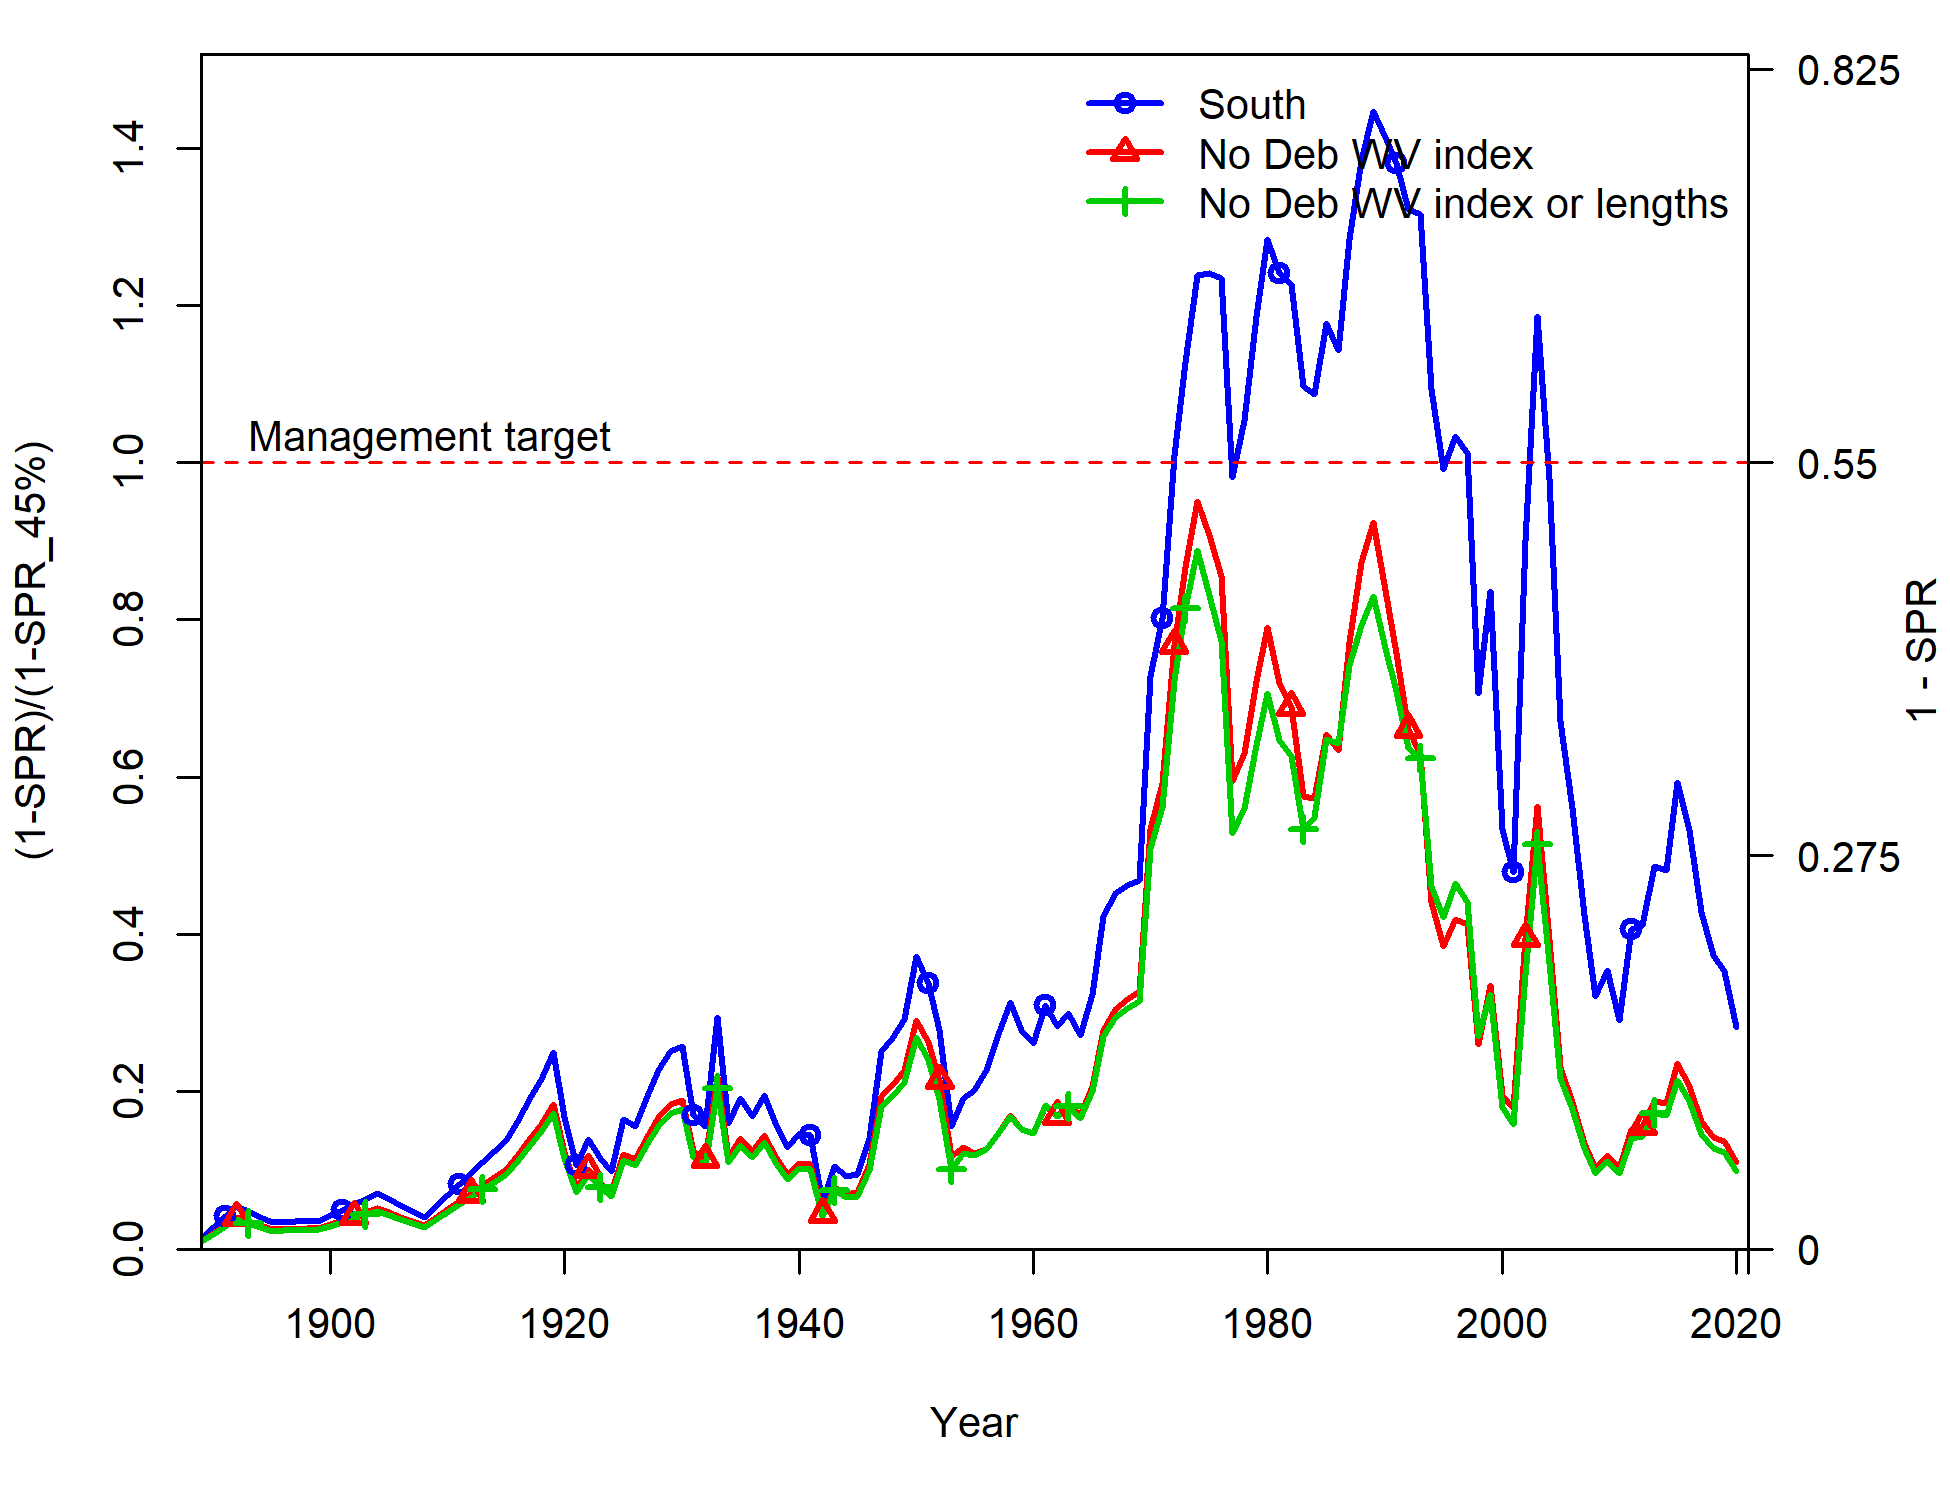 South
No Deb WV index
No Deb WV index or lengths
Management target
(1-SPR)/(1-SPR_45%)
0.0
0.2
0.4
0.6
0.8
1.0
1.2
1.4
1 - SPR
0.825
0.55
0.275
0
1900
1920
1940
1960
1980
2000
2020
Year